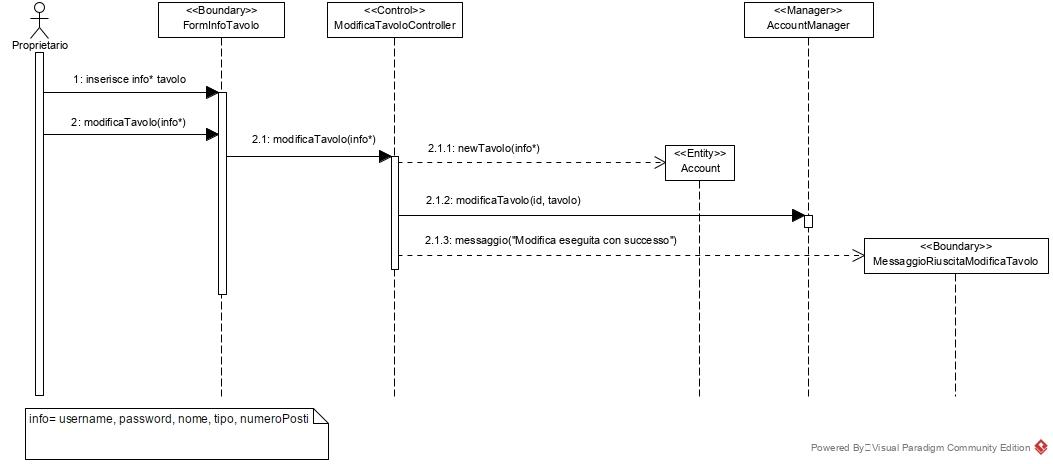 <<Boundary>>
FormInfoTavolo
<<Control>>
ModificaTavoloController
<<Manager>>
AccountManager
Proprietario
1: inserisce info* tavolo
2: modificaTavolo(info*)
2.1: modificaTavolo(info*)
2.1.1: newTavolo(info*)
<<Entity>>
Account
2.1.2: modificaTavolo(id, tavolo)
2.1.3: messaggio("Modifica eseguita con successo")
<<Boundary>>
MessaggioRiuscitaModificaTavolo
info= username, password, nome, tipo, numeroPosti
Powered By Visual Paradigm Community Edition